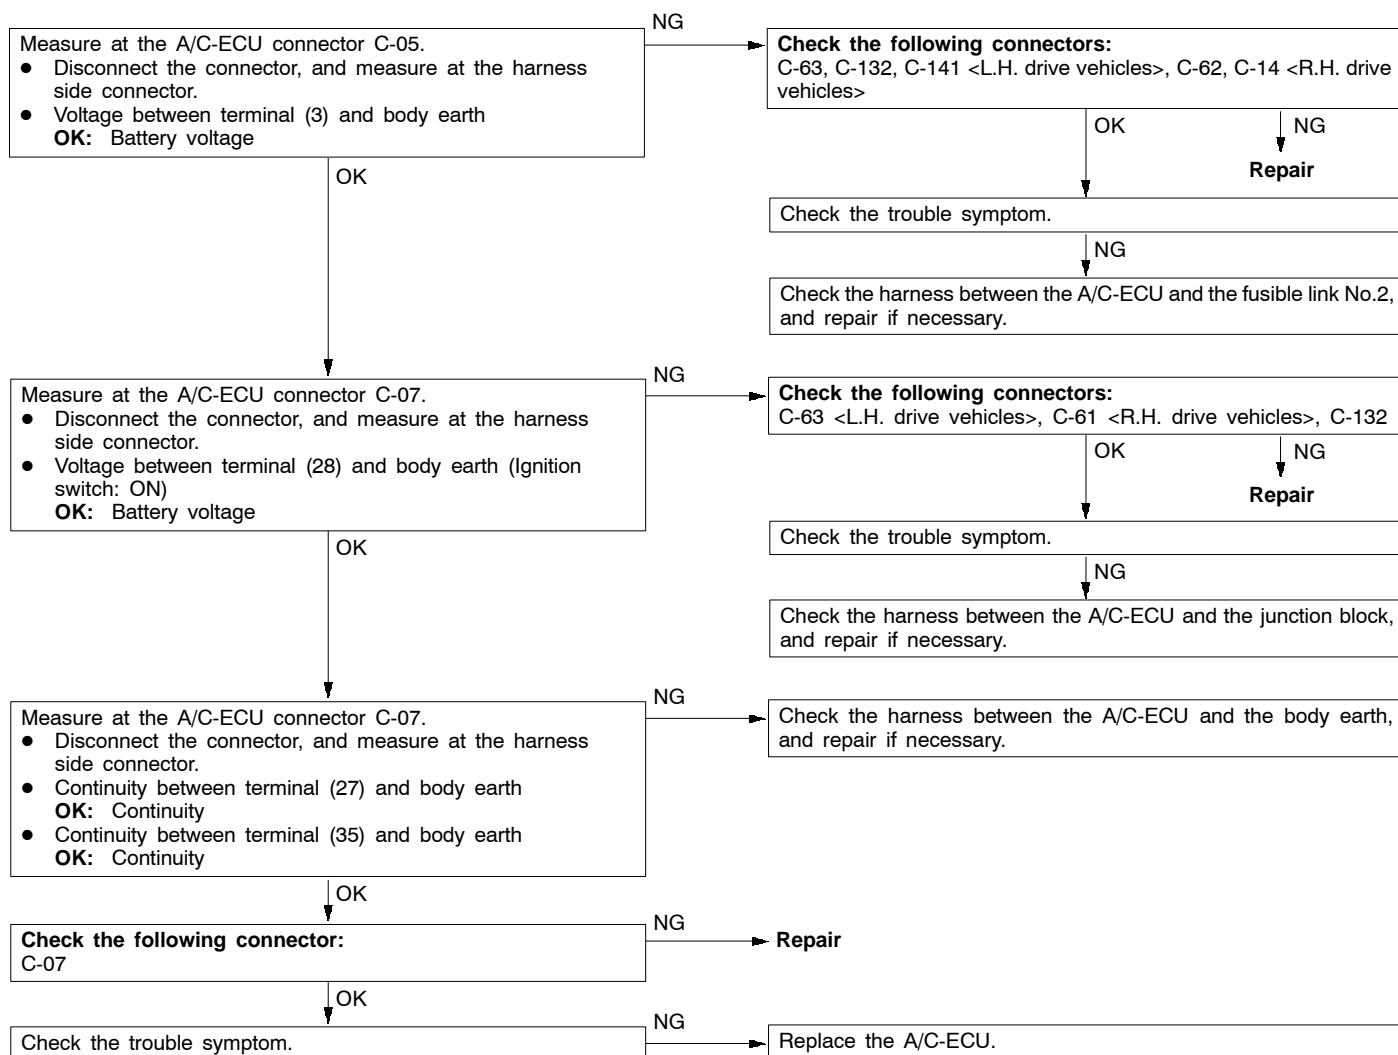 Measure at the A/C-ECU connector C-05.
● Disconnect the connector, and measure at the harness
side connector.
● Voltage between terminal (3) and body earth
OK: Battery voltage
NG
Check the following connectors:
C-63, C-132, C-141 <L.H. drive vehicles>, C-62, C-14 <R.H. drive
vehicles>
OK
NG
Repair
Check the trouble symptom.
NG
Check the harness between the A/C-ECU and the fusible link No.2,
and repair if necessary.
OK
Measure at the A/C-ECU connector C-07.
● Disconnect the connector, and measure at the harness
side connector.
● Voltage between terminal (28) and body earth (Ignition
switch: ON)
OK: Battery voltage
NG
Check the following connectors:
C-63 <L.H. drive vehicles>, C-61 <R.H. drive vehicles>, C-132
OK
NG
Repair
Check the trouble symptom.
NG
Check the harness between the A/C-ECU and the junction block,
and repair if necessary.
OK
Measure at the A/C-ECU connector C-07.
● Disconnect the connector, and measure at the harness
side connector.
● Continuity between terminal (27) and body earth
OK: Continuity
● Continuity between terminal (35) and body earth
OK: Continuity
NG
Check the harness between the A/C-ECU and the body earth,
and repair if necessary.
OK
Check the following connector:
C-07
NG
Repair
OK
Check the trouble symptom.
NG
Replace the A/C-ECU.